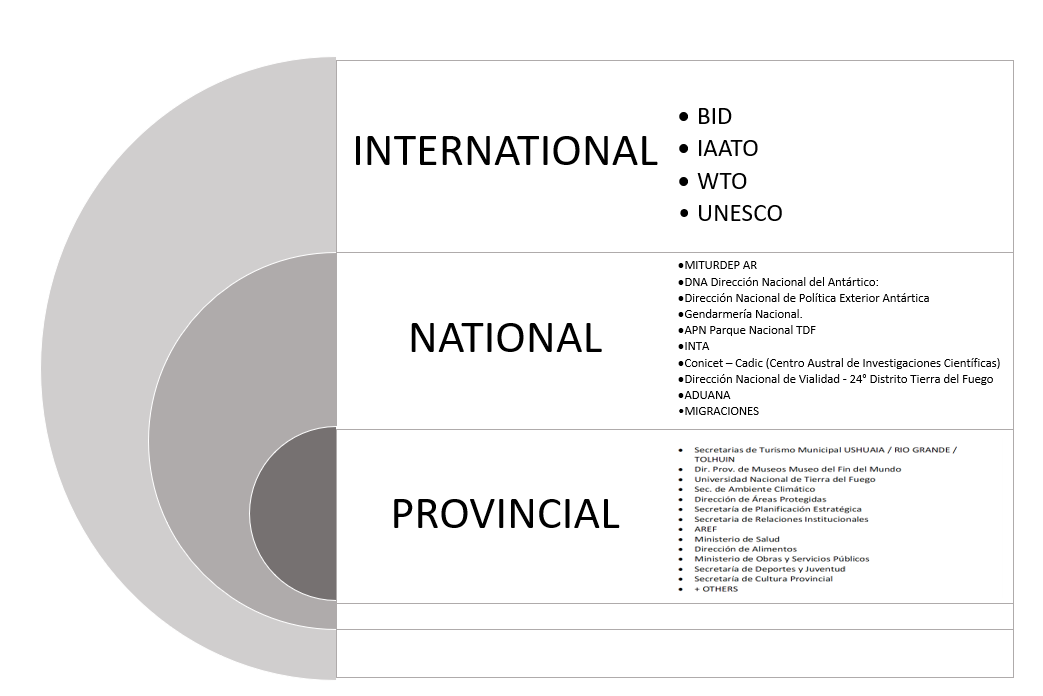 INTERNATIONAL
• BID
• IAATO
• WTO
• UNESCO
NATIONAL
•MITURDEP AR
•DNA Dirección Nacional del Antártico:
•Dirección Nacional de Política Exterior Antártica
•Gendarmería Nacional.
•APN Parque Nacional TDF
•INTA
•Conicet – Cadic (Centro Austral de Investigaciones Científicas)
•Dirección Nacional de Vialidad - 24° Distrito Tierra del Fuego
•ADUANA
•MIGRACIONES
PROVINCIAL
• Secretarias de Turismo Municipal USHUAIA / RIO GRANDE /
TOLHUIN
• Dir. Prov. de Museos Museo del Fin del Mundo
• Universidad Nacional de Tierra del Fuego
• Sec. de Ambiente Climático
• Dirección de Áreas Protegidas
• Secretaría de Planificación Estratégica
• Secretaria de Relaciones Institucionales
• AREF
• Ministerio de Salud
• Dirección de Alimentos
• Ministerio de Obras y Servicios Públicos
• Secretaría de Deportes y Juventud
• Secretaría de Cultura Provincial
• + OTHERS